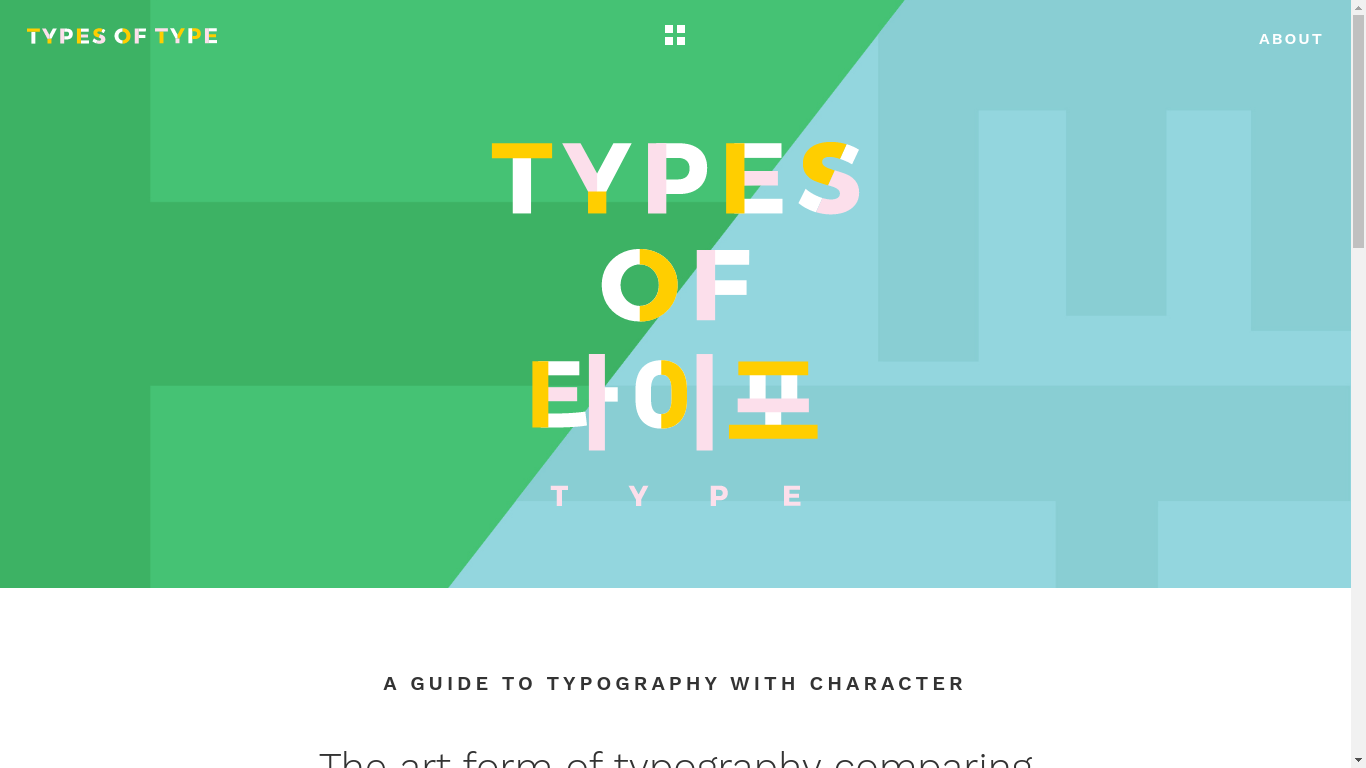 TYPES OF TYPE
ABOUT
TYPES
OF
타이포
TYPE
A GUIDE TO TYPOGRAPHY WITH CHARACTER
The art form of typography comparing